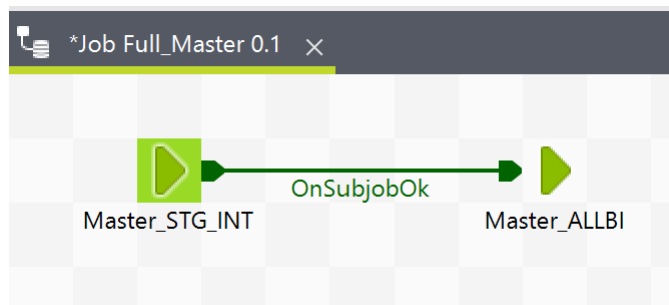 *Job Full_Master 0.1
OnSubjobOk
Master_STG_INT
Master_ALLBI